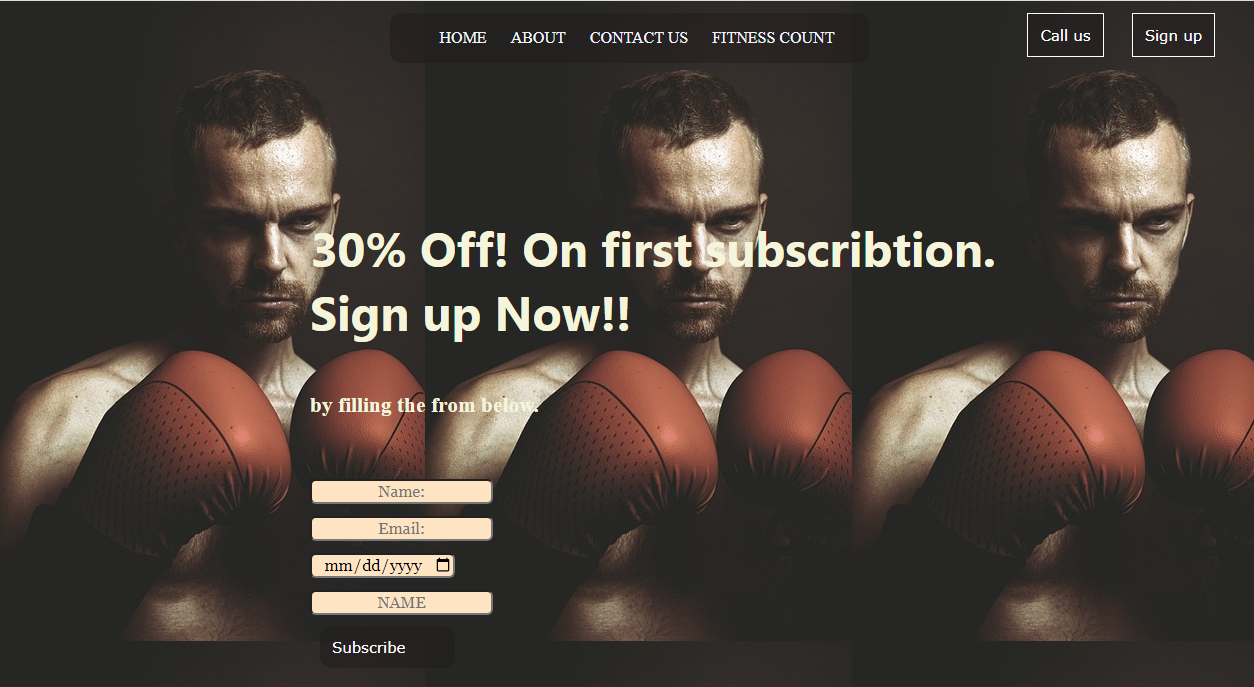 HOME ABOUT CONTACT US FITNESS COUNT Call us Sign up
30% Off! On first subscribtion.
Sign up Now!!
by filling the from below.
Name:
Email:
mm/dd/yyyy
NAME
Subscribe